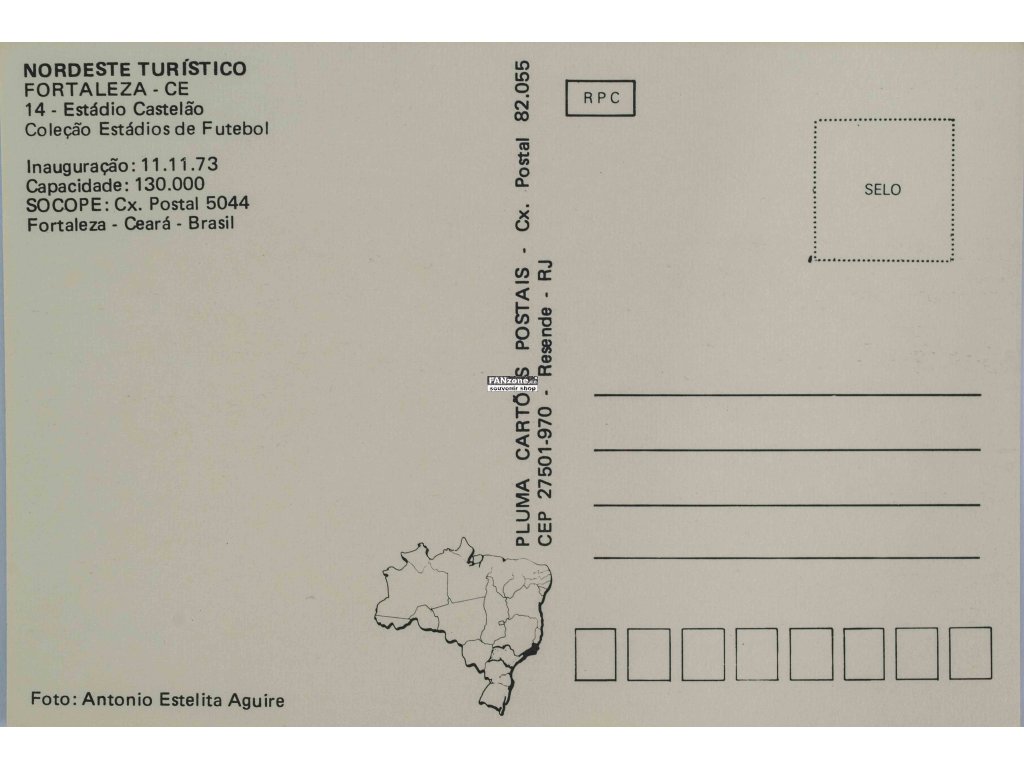 NORDESTE TURÍSTICO
FORTALEZA - CE
14 - Estádio Castelão
Coleção Estádios de Futebol
Inauguração: 11.11.73
Capacidade: 130.000
SOCOPE: Cx. Postal 5044
Fortaleza - Ceará - Brasil
Foto: Antonio Estelita Aguire
PLUMA CARTÕES POSTAIS - Cx. Postal 82.055
CEP 27501-970 - Resende - RJ
FANzone.cz
souvenir shop
RPC
SELO